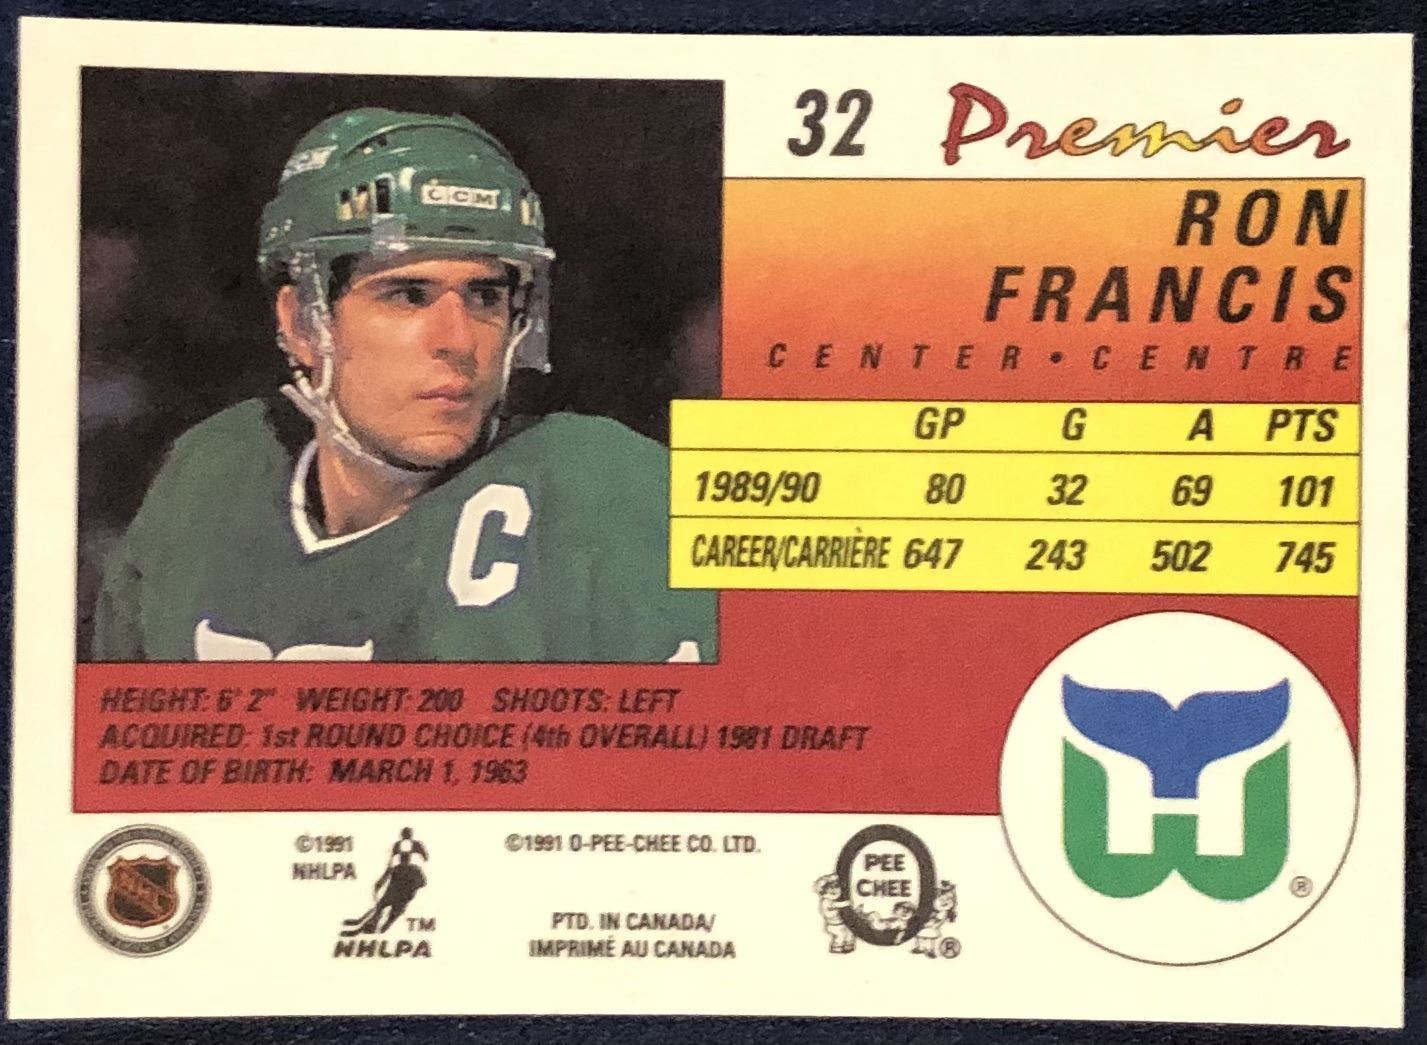 32 Premier
RON
FRANCIS
CENTER • CENTRE
GP G A PTS
1989/90 80 32 69 101
CAREER/CARRIÈRE 647 243 502 745
CCM
C
HEIGHT: 6' 2" WEIGHT: 200 SHOOTS: LEFT
ACQUIRED: 1st ROUND CHOICE (4th OVERALL) 1981 DRAFT
DATE OF BIRTH: MARCH 1, 1963
©1991
NHLPA
TM
NHLPA
©1991 O-PEE-CHEE CO. LTD.
PTD. IN CANADA/
IMPRIMÉ AU CANADA
O
PEE
CHEE
®
®